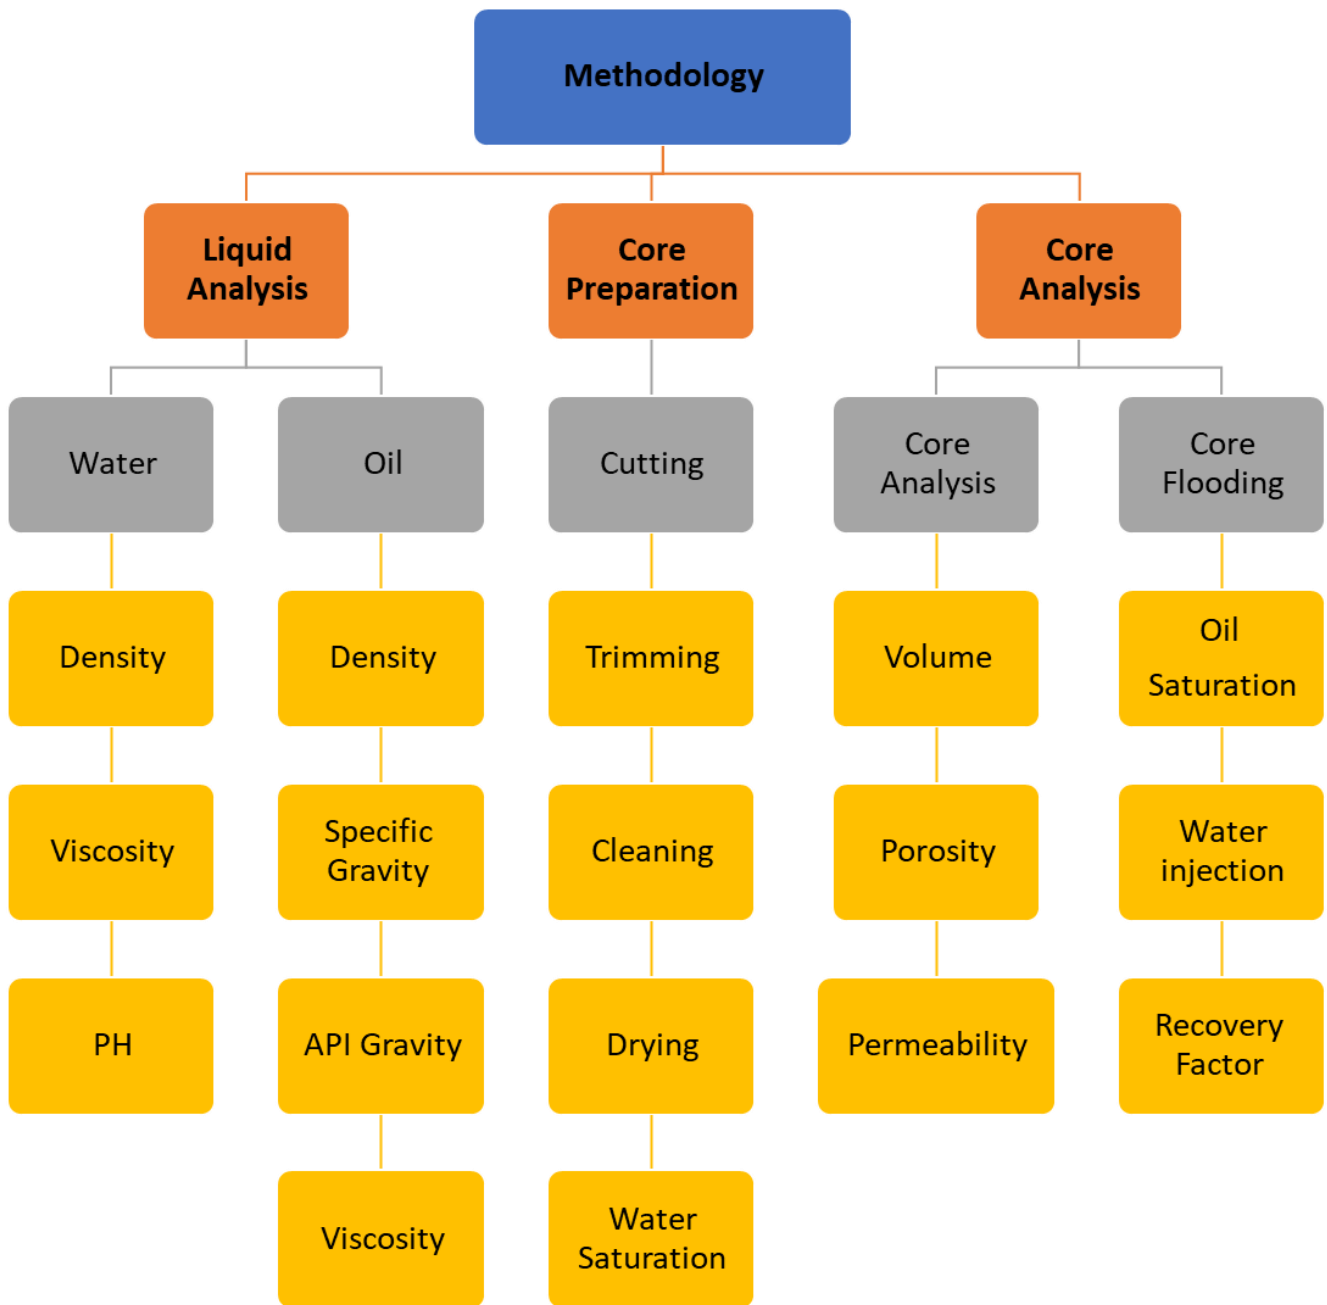 Methodology
Liquid
Analysis
Core
Preparation
Core
Analysis
Water
Oil
Cutting
Core
Analysis
Core
Flooding
Density
Density
Trimming
Volume
Oil
Saturation
Viscosity
Specific
Gravity
Cleaning
Porosity
Water
injection
PH
API Gravity
Drying
Permeability
Recovery
Factor
Viscosity
Water
Saturation